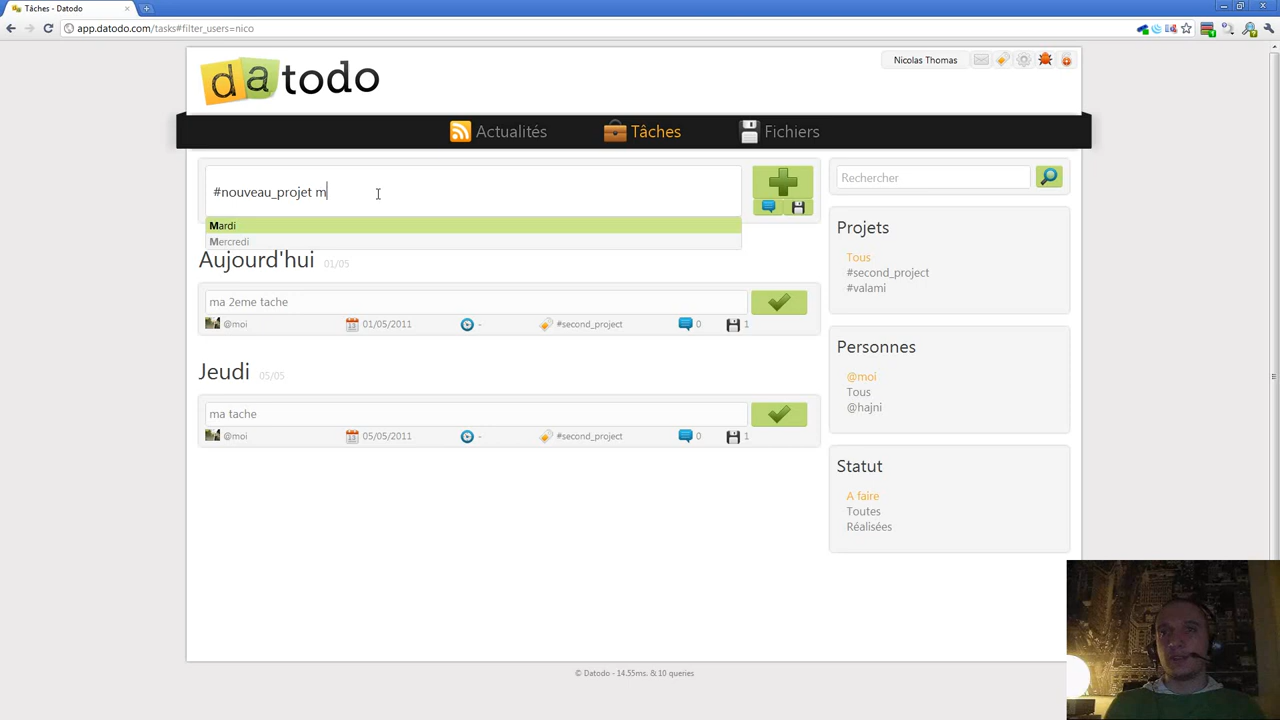 Tâches - Datodo
app.datodo.com/tasks#filter_users=nico
datodo
Nicolas Thomas
Actualités
Tâches
Fichiers
#nouveau_projet m
Mardi
Mercredi
Aujourd'hui 01/05
ma 2eme tache
@moi 01/05/2011 - #second_project 0 1
Jeudi 05/05
ma tache
@moi 05/05/2011 - #second_project 0 1
Rechercher
Projets
Tous
#second_project
#valami
Personnes
@moi
Tous
@hajni
Statut
A faire
Toutes
Réalisées
© Datodo - 14.55ms. & 10 queries